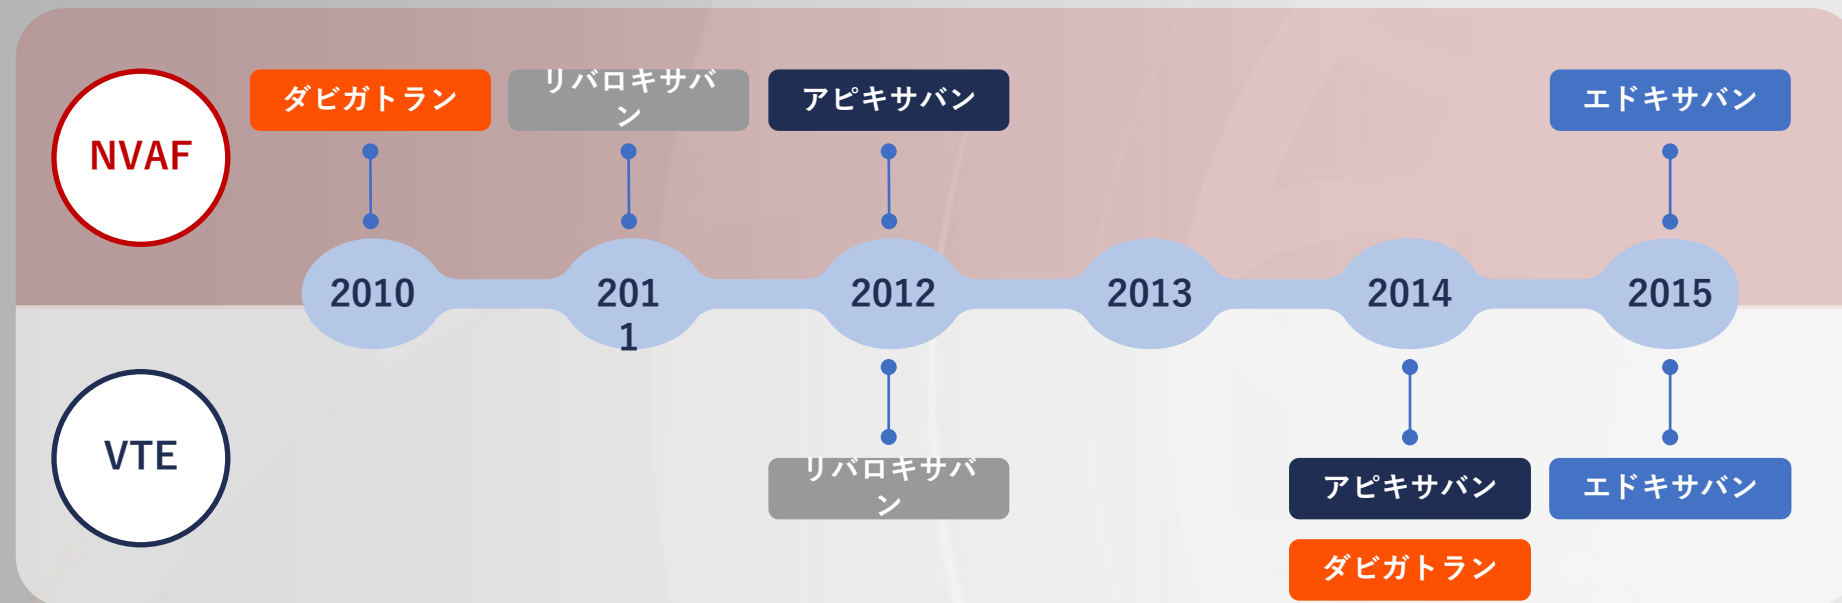 ダビガトラン
リバロキサバ
ン
アピキサバン
エドキサバン
NVAF
2010
201
1
2012
2013
2014
2015
VTE
リバロキサバ
ン
アピキサバン
エドキサバン
ダビガトラン